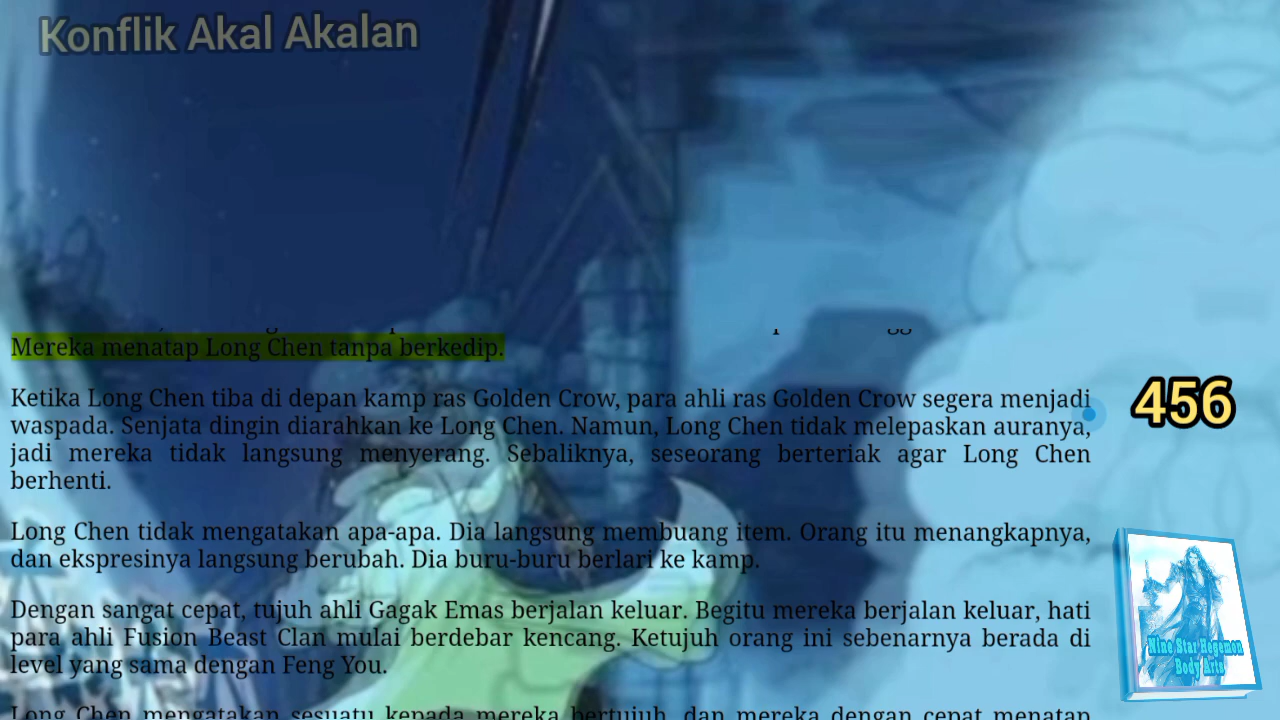 Konflik Akal Akalan
Mereka menatap Long Chen tanpa berkedip.
Ketika Long Chen tiba di depan kamp ras Golden Crow, para ahli ras Golden Crow segera menjadi
waspada. Senjata dingin diarahkan ke Long Chen. Namun, Long Chen tidak melepaskan auranya,
jadi mereka tidak langsung menyerang. Sebaliknya, seseorang berteriak agar Long Chen
berhenti.
456
Long Chen tidak mengatakan apa-apa. Dia langsung membuang item. Orang itu menangkapnya,
dan ekspresinya langsung berubah. Dia buru-buru berlari ke kamp.
Dengan sangat cepat, tujuh ahli Gagak Emas berjalan keluar. Begitu mereka berjalan keluar, hati
para ahli Fusion Beast Clan mulai berdebar kencang. Ketujuh orang ini sebenarnya berada di
level yang sama dengan Feng You.
Nine Star Hegemon
Body Arts
Long Chen mengatakan sesuatu kepada mereka bertujuh, dan mereka dengan cepat menatap